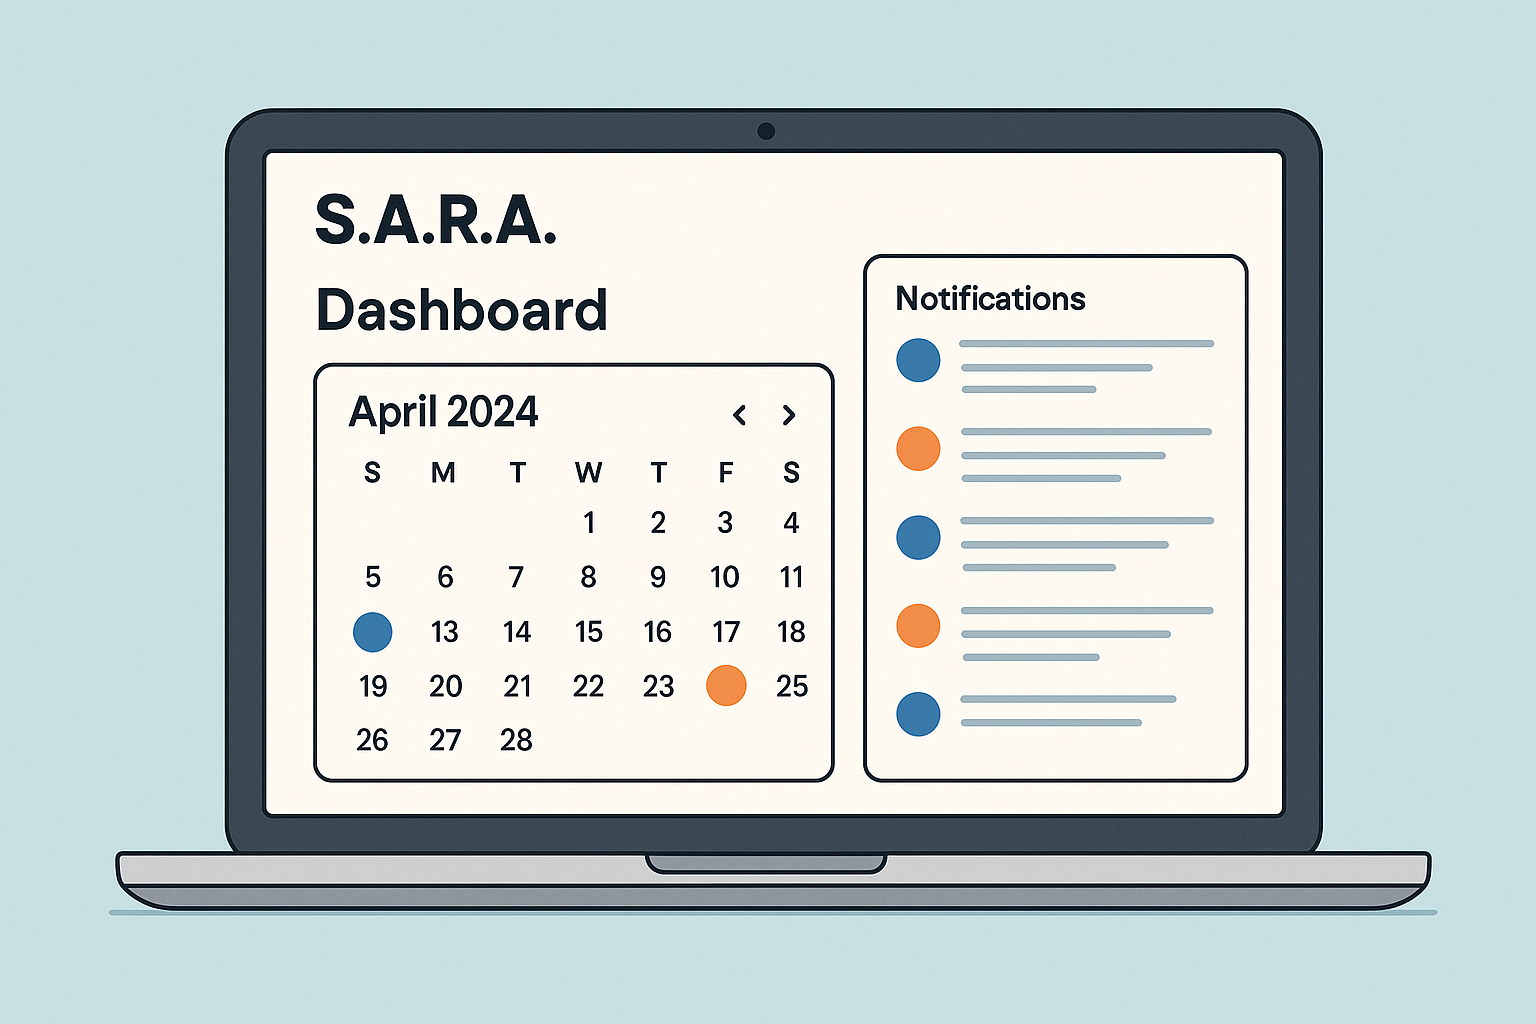 S.A.R.A.
Dashboard
April 2024 < >
S M T W T F S
1 2 3 4
5 6 7 8 9 10 11
13 14 15 16 17 18
19 20 21 22 23 25
26 27 28
Notifications